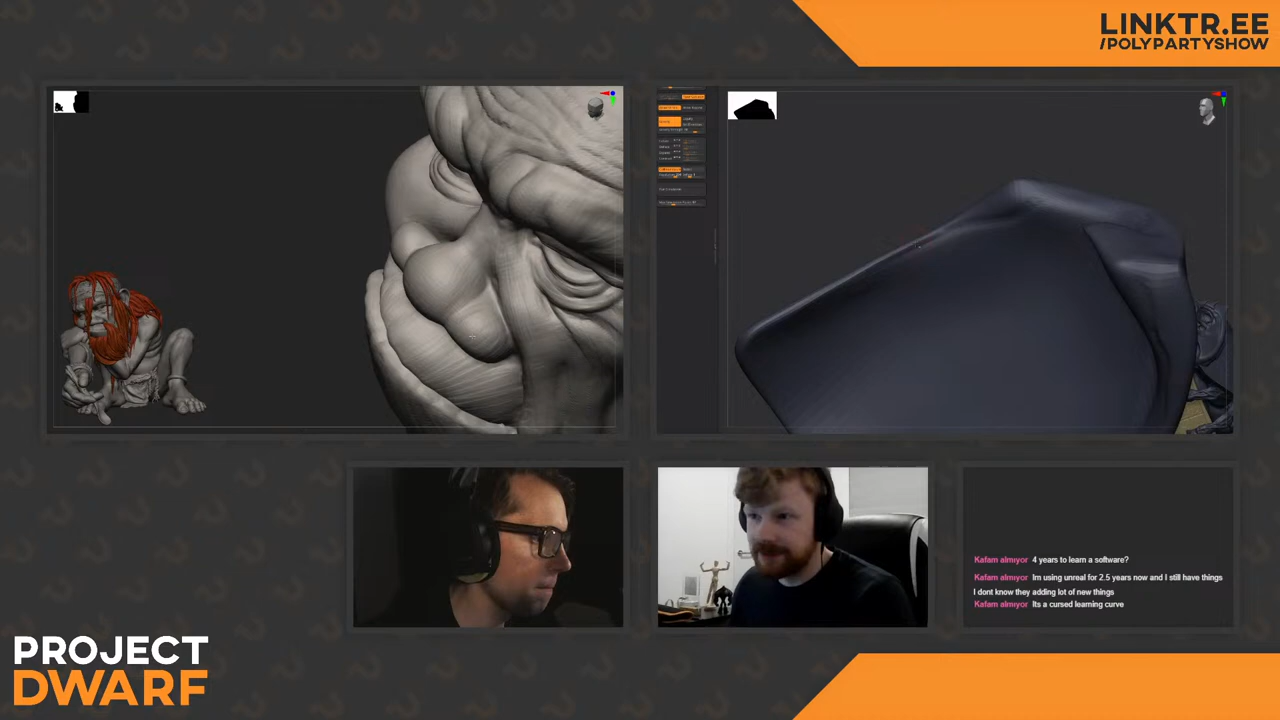 LINKTR.EE
/POLYPARTYSHOW
Kafam almıyor 4 years to learn a software?
Kafam almıyor Im using unreal for 2.5 years now and I still have things
I dont know they adding lot of new things
Kafam almıyor Its a cursed learning curve
PROJECT
DWARF